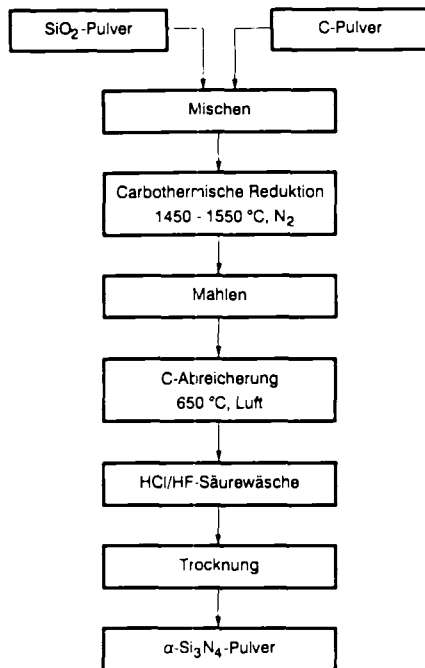 SiO₂-Pulver
C-Pulver
Mischen
Carbothermische Reduktion
1450 - 1550 °C, N₂
Mahlen
C-Abreicherung
650 °C, Luft
HCl/HF-Säurewäsche
Trocknung
α-Si₃N₄-Pulver